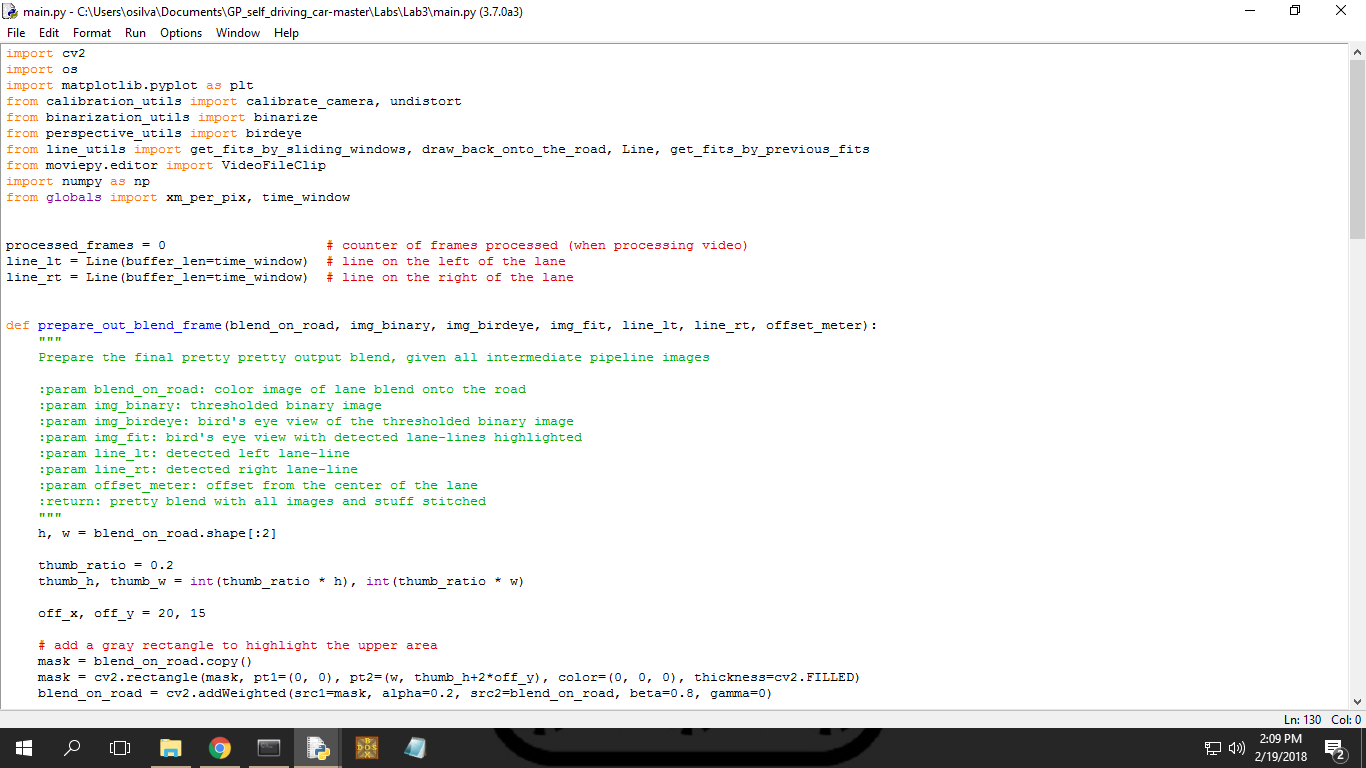 main.py - C:\Users\osilva\Documents\GP_self_driving_car-master\Labs\Lab3\main.py (3.7.0a3)
File Edit Format Run Options Window Help
import cv2
import os
import matplotlib.pyplot as plt
from calibration_utils import calibrate_camera, undistort
from binarization_utils import binarize
from perspective_utils import birdeye
from line_utils import get_fits_by_sliding_windows, draw_back_onto_the_road, Line, get_fits_by_previous_fits
from moviepy.editor import VideoFileClip
import numpy as np
from globals import xm_per_pix, time_window
processed_frames = 0 # counter of frames processed (when processing video)
line_lt = Line(buffer_len=time_window) # line on the left of the lane
line_rt = Line(buffer_len=time_window) # line on the right of the lane
def prepare_out_blend_frame(blend_on_road, img_binary, img_birdeye, img_fit, line_lt, line_rt, offset_meter):
"""
Prepare the final pretty pretty output blend, given all intermediate pipeline images
:param blend_on_road: color image of lane blend onto the road
:param img_binary: thresholded binary image
:param img_birdeye: bird's eye view of the thresholded binary image
:param img_fit: bird's eye view with detected lane-lines highlighted
:param line_lt: detected left lane-line
:param line_rt: detected right lane-line
:param offset_meter: offset from the center of the lane
:return: pretty blend with all images and stuff stitched
"""
h, w = blend_on_road.shape[:2]
thumb_ratio = 0.2
thumb_h, thumb_w = int(thumb_ratio * h), int(thumb_ratio * w)
off_x, off_y = 20, 15
# add a gray rectangle to highlight the upper area
mask = blend_on_road.copy()
mask = cv2.rectangle(mask, pt1=(0, 0), pt2=(w, thumb_h+2*off_y), color=(0, 0, 0), thickness=cv2.FILLED)
blend_on_road = cv2.addWeighted(src1=mask, alpha=0.2, src2=blend_on_road, beta=0.8, gamma=0)
Ln: 130 Col: 0
2:09 PM
2/19/2018
2